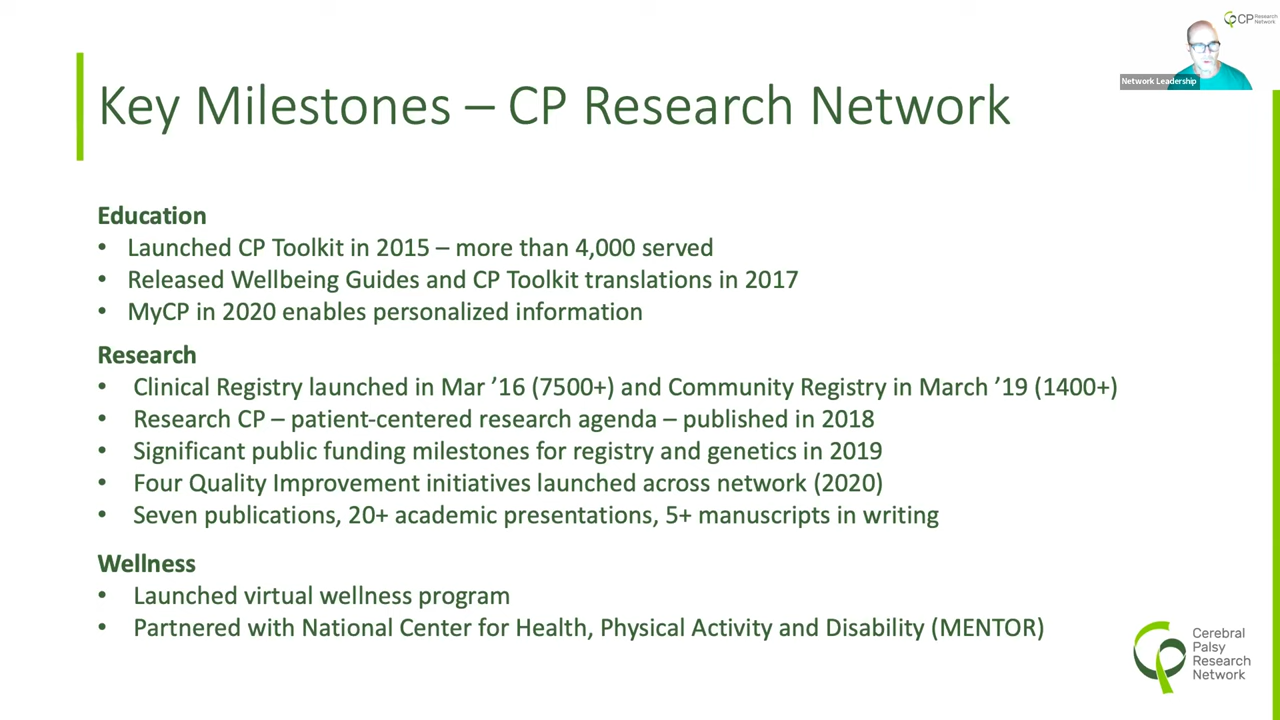 CP Research
Network
Network Leadership
Key Milestones – CP Research Network
Education
• Launched CP Toolkit in 2015 – more than 4,000 served
• Released Wellbeing Guides and CP Toolkit translations in 2017
• MyCP in 2020 enables personalized information
Research
• Clinical Registry launched in Mar ’16 (7500+) and Community Registry in March ’19 (1400+)
• Research CP – patient-centered research agenda – published in 2018
• Significant public funding milestones for registry and genetics in 2019
• Four Quality Improvement initiatives launched across network (2020)
• Seven publications, 20+ academic presentations, 5+ manuscripts in writing
Wellness
• Launched virtual wellness program
• Partnered with National Center for Health, Physical Activity and Disability (MENTOR)
Cerebral
Palsy
Research
Network